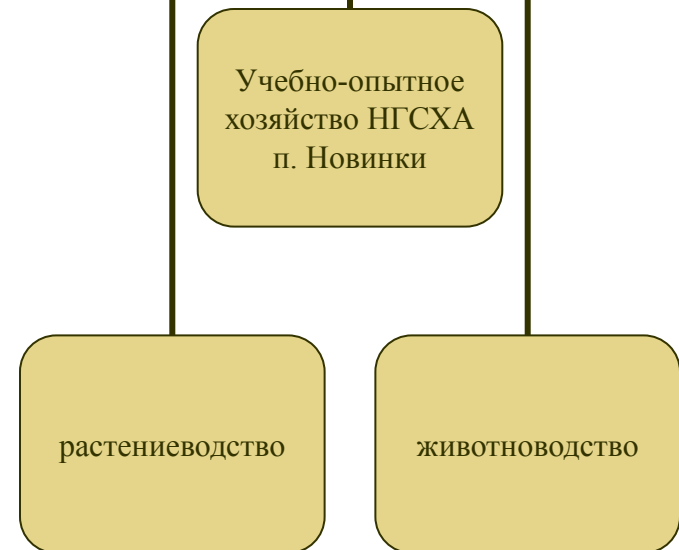 Учебно-опытное
хозяйство НГСХА
п. Новинки
растениеводство
животноводство